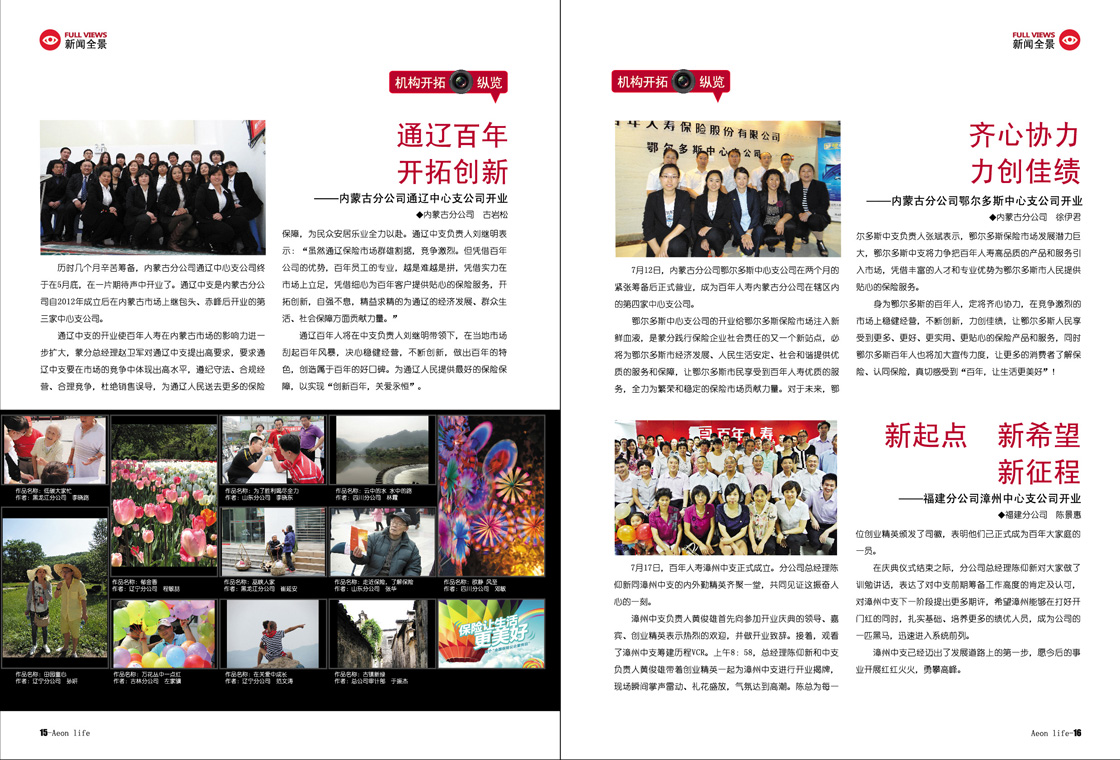 FULL VIEWS
新闻全景
机构开拓 纵览
通辽百年
开拓创新
——内蒙古分公司通辽中心支公司开业
◆内蒙古分公司 古岩松
历时几个月辛苦筹备，内蒙古分公司通辽中心支公司终
于在5月底，在一片期待声中开业了。通辽中支是内蒙古分公
司自2012年成立后在内蒙古市场上继包头、赤峰后开业的第
三家中心支公司。
通辽中支的开业使百年人寿在内蒙古市场的影响力进一
步扩大，蒙分总经理赵卫军对通辽中支提出高要求，要求通
辽中支要在市场的竞争中体现出高水平，遵纪守法、合规经
营、合理竞争，杜绝销售误导，为通辽人民送去更多的保险
保障，为民众安居乐业全力以赴。通辽中支负责人刘继明表
示：“虽然通辽保险市场群雄割据，竞争激烈。但凭借百年
公司的优势，百年员工的专业，越是难越是拼，凭借实力在
市场上立足，凭借细心为百年客户提供贴心的保险服务，开
拓创新，自强不息，精益求精的为通辽的经济发展、群众生
活、社会保障方面贡献力量。”
通辽百年人将在中支负责人刘继明带领下，在当地市场
刮起百年风暴，决心稳健经营，不断创新，做出百年的特
色，创造属于百年的好口碑。为通辽人民提供最好的保险保
障，以实现“创新百年，关爱永恒”。
作品名称：低碳大家忙
作者：黑龙江分公司 李晓路
作品名称：郁金香
作者：辽宁分公司 程敏喆
作品名称：为了胜利竭尽全力
作者：山东分公司 李晓东
作品名称：云中的水 水中的路
作者：四川分公司 林霞
作品名称：巫峡人家
作者：黑龙江分公司 崔延安
作品名称：走近保险，了解保险
作者：山东分公司 张华
作品名称：欲静 风至
作者：四川分公司 邓敏
作品名称：田园童心
作者：辽宁分公司 孙妍
作品名称：万花丛中一点红
作者：吉林分公司 左家镛
作品名称：在关爱中成长
作者：辽宁分公司 范文涛
作品名称：古镇新绿
作者：总公司审计部 于振杰
保险让生活
更美好
15-Aeon life
FULL VIEWS
新闻全景
机构开拓 纵览
百年人寿保险股份有限公司
鄂尔多斯中心支公司
齐心协力
力创佳绩
——内蒙古分公司鄂尔多斯中心支公司开业
◆内蒙古分公司 徐伊君
7月12日，内蒙古分公司鄂尔多斯中心支公司在两个月的
紧张筹备后正式营业，成为百年人寿内蒙古分公司在辖区内
的第四家中心支公司。
鄂尔多斯中心支公司的开业给鄂尔多斯保险市场注入新
鲜血液，是蒙分践行保险企业社会责任的又一个新站点，必
将为鄂尔多斯市经济发展、人民生活安定、社会和谐提供优
质的服务和保障，让鄂尔多斯市民享受到百年人寿优质的服
务，全力为繁荣和稳定的保险市场贡献力量。对于未来，鄂
尔多斯中支负责人张斌表示，鄂尔多斯保险市场发展潜力巨
大，鄂尔多斯中支将力争把百年人寿高品质的产品和服务引
入市场，凭借丰富的人才和专业优势为鄂尔多斯市人民提供
贴心的保险服务。
身为鄂尔多斯的百年人，定将齐心协力，在竞争激烈的
市场上稳健经营，不断创新，力创佳绩，让鄂尔多斯人民享
受到更多、更好、更实用、更贴心的保险产品和服务，同时
鄂尔多斯百年人也将加大宣传力度，让更多的消费者了解保
险、认同保险，真切感受到“百年，让生活更美好”！
百年人寿
新起点 新希望
新征程
——福建分公司漳州中心支公司开业
◆福建分公司 陈景惠
7月17日，百年人寿漳州中支正式成立。分公司总经理陈
仰新同漳州中支的内外勤精英齐聚一堂，共同见证这振奋人
心的一刻。
漳州中支负责人黄俊雄首先向参加开业庆典的领导、嘉
宾、创业精英表示热烈的欢迎，并做开业致辞。接着，观看
了漳州中支筹建历程VCR。上午8：58，总经理陈仰新和中支
负责人黄俊雄带着创业精英一起为漳州中支进行开业揭牌，
现场瞬间掌声雷动、礼花盛放，气氛达到高潮。陈总为每一
位创业精英颁发了司徽，表明他们已正式成为百年大家庭的
一员。
在庆典仪式结束之际，分公司总经理陈仰新对大家做了
训勉讲话，表达了对中支前期筹备工作高度的肯定及认可，
对漳州中支下一阶段提出更多期许，希望漳州能够在打好开
门红的同时，扎实基础、培养更多的绩优人员，成为公司的
一匹黑马，迅速进入系统前列。
漳州中支已经迈出了发展道路上的第一步，愿今后的事
业开展红红火火，勇攀高峰。
Aeon life-16